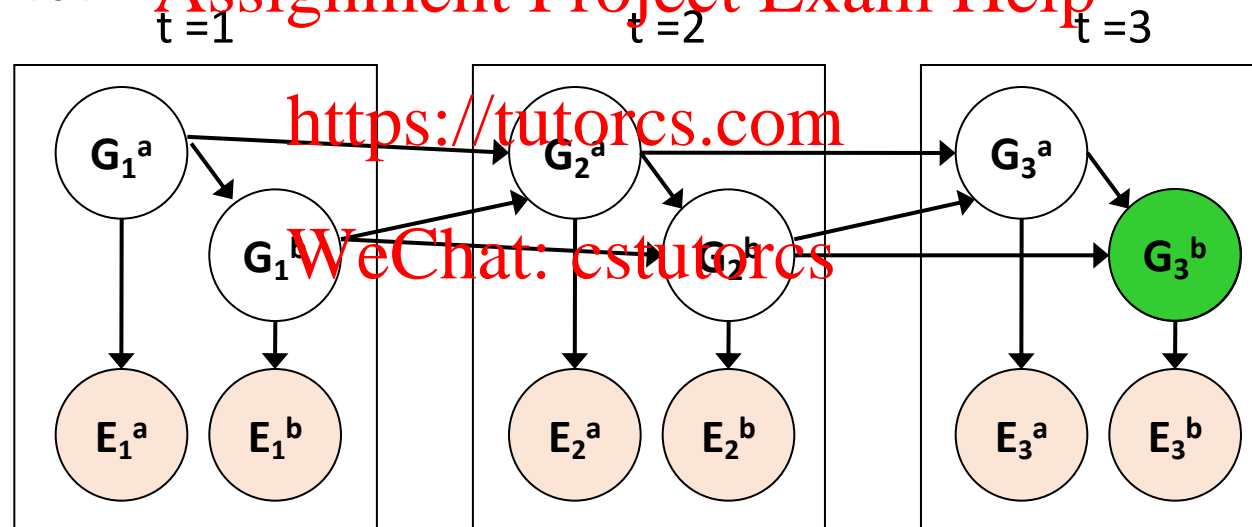 Assignment Project Exam Help
t =1 t =2 t =3
https://tutorcs.com
G₁ᵃ G₂ᵃ G₃ᵃ
WeChat: cstutorcs
G₁ᵇ G₂ᵇ G₃ᵇ
E₁ᵃ E₁ᵇ E₂ᵃ E₂ᵇ E₃ᵃ E₃ᵇ